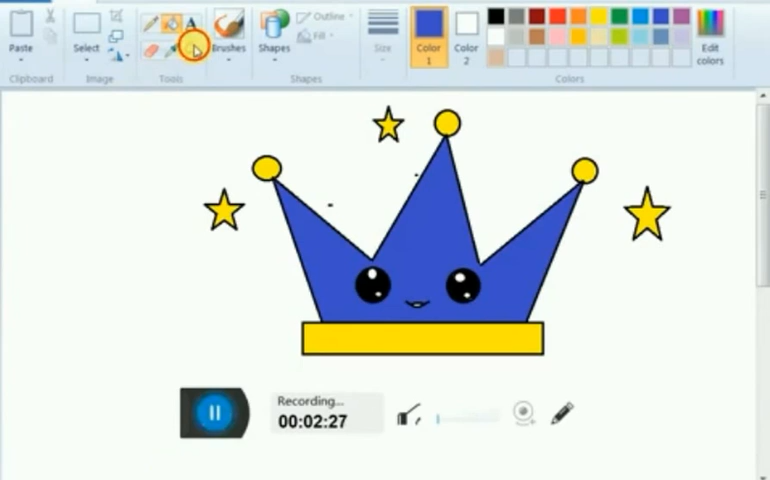 Paste
Select
A
Brushes
Shapes
Outline
Fill
Size
Color
1
Color
2
Edit
colors
Clipboard
Image
Tools
Shapes
Colors
Recording...
00:02:27